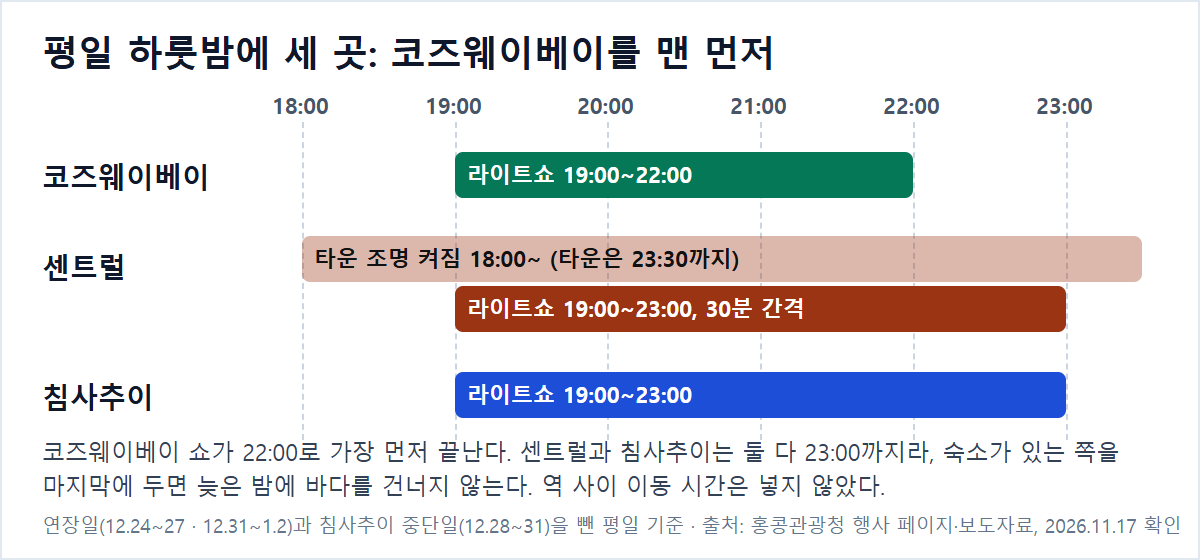 평일 하룻밤에 세 곳: 코즈웨이베이를 맨 먼저
18:00 19:00 20:00 21:00 22:00 23:00
코즈웨이베이
라이트쇼 19:00~22:00
센트럴
타운 조명 켜짐 18:00~ (타운은 23:30까지)
라이트쇼 19:00~23:00, 30분 간격
침사추이
라이트쇼 19:00~23:00
코즈웨이베이 쇼가 22:00로 가장 먼저 끝난다. 센트럴과 침사추이는 둘 다 23:00까지라, 숙소가 있는 쪽을
마지막에 두면 늦은 밤에 바다를 건너지 않는다. 역 사이 이동 시간은 넣지 않았다.
연장일(12.24~27 · 12.31~1.2)과 침사추이 중단일(12.28~31)을 뺀 평일 기준 · 출처: 홍콩관광청 행사 페이지·보도자료, 2026.11.17 확인